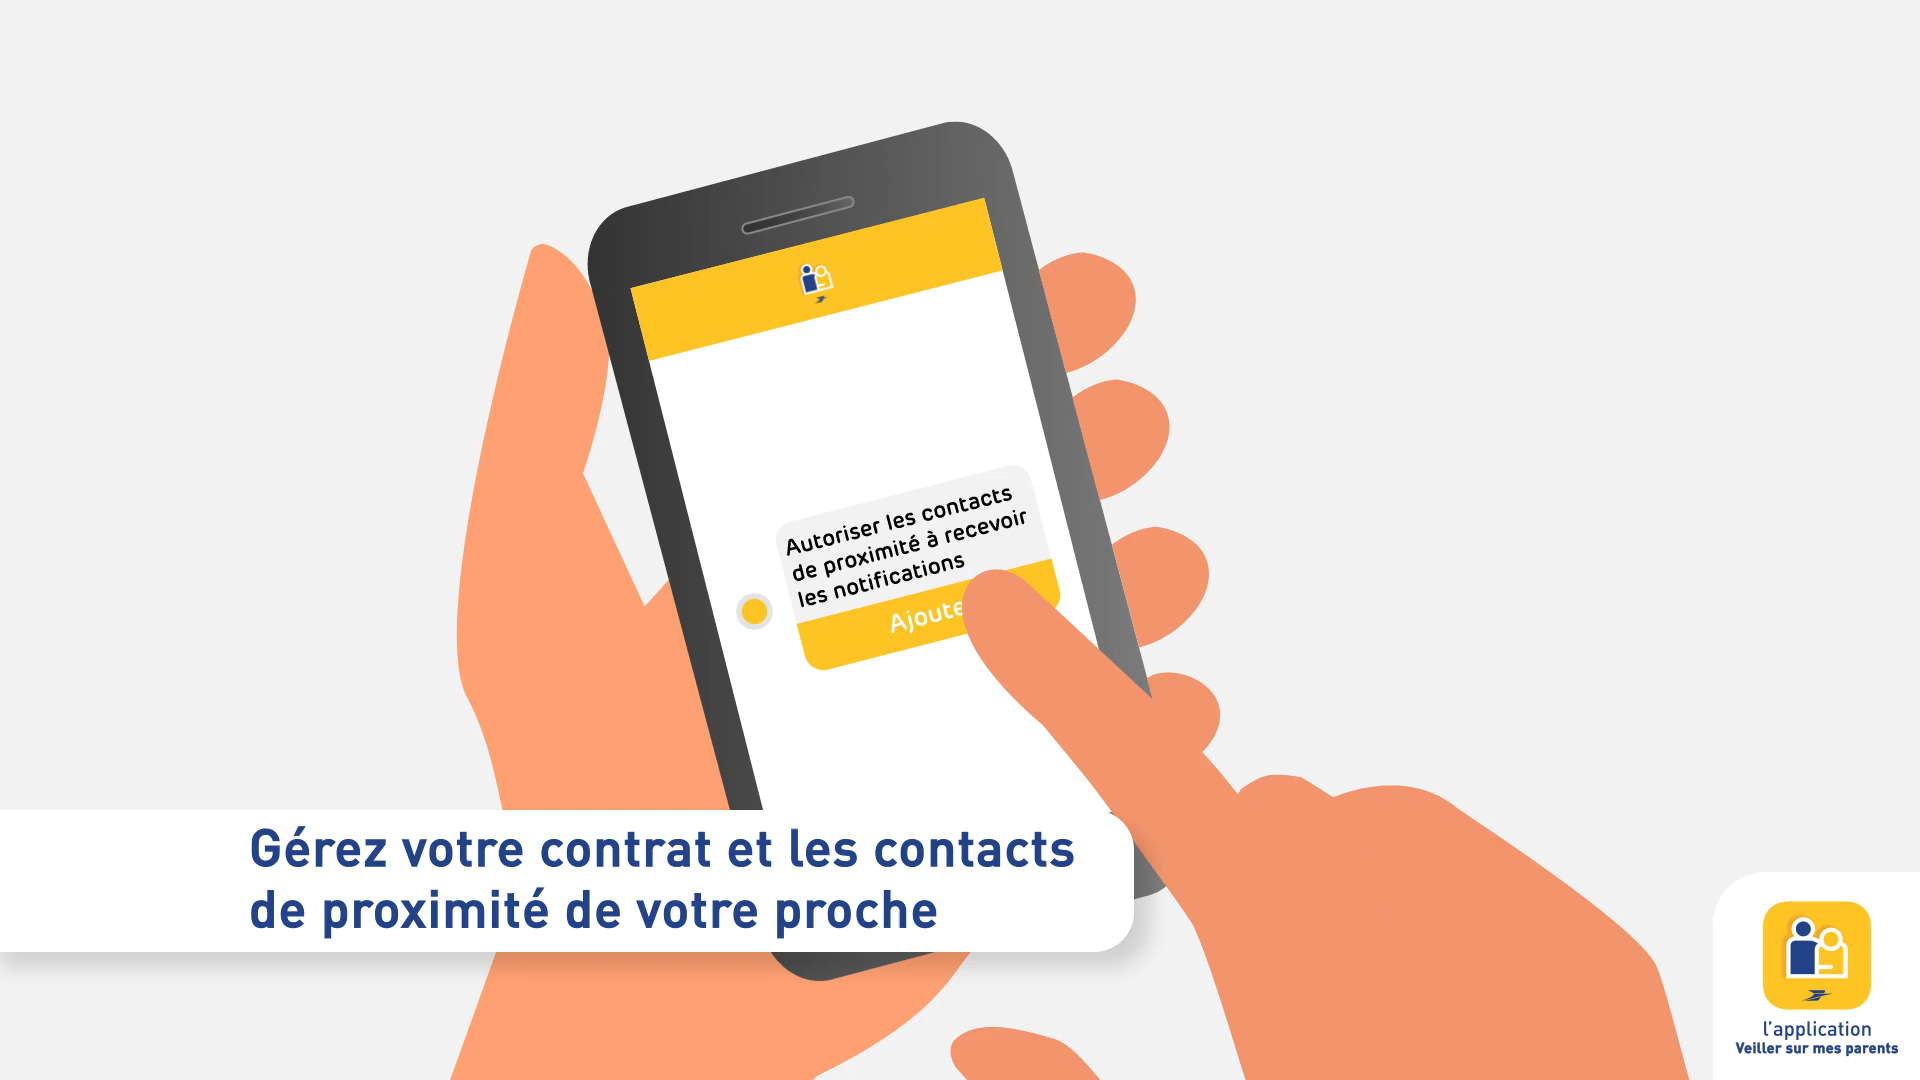 Autoriser les contacts
de proximité à recevoir
les notifications
Ajoute
Gérez votre contrat et les contacts
de proximité de votre proche
l'application
Veiller sur mes parents